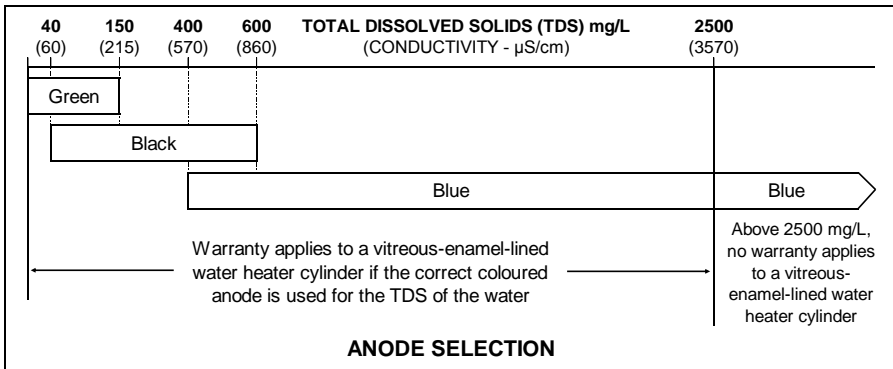 40 150 400 600 TOTAL DISSOLVED SOLIDS (TDS) mg/L 2500
(60) (215) (570) (860) (CONDUCTIVITY - µS/cm) (3570)
Green
Black
Blue Blue
Warranty applies to a vitreous-enamel-lined
water heater cylinder if the correct coloured
anode is used for the TDS of the water
Above 2500 mg/L,
no warranty applies
to a vitreous-
enamel-lined water
heater cylinder
ANODE SELECTION